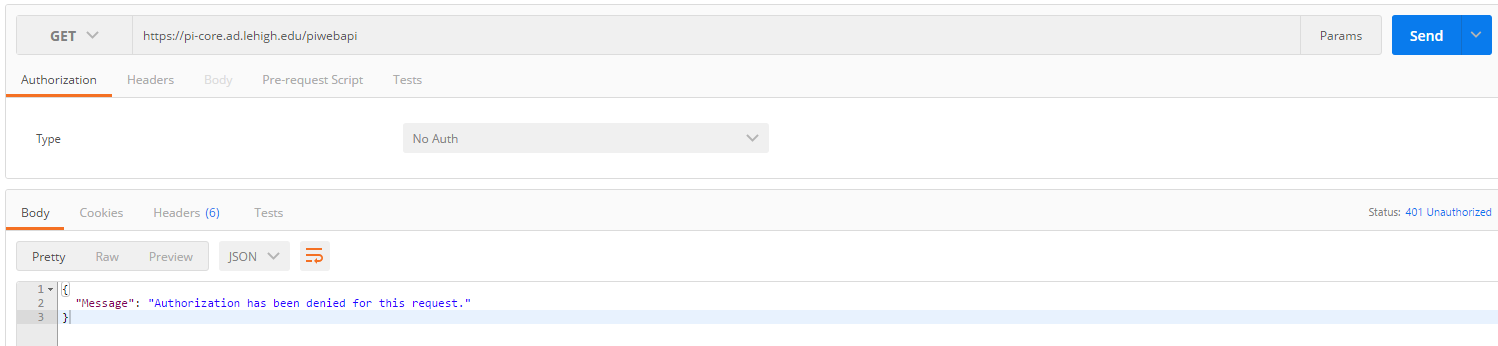 GET https://pi-core.ad.lehigh.edu/piwebapi Params Send
Authorization Headers Body Pre-request Script Tests
Type No Auth
Body Cookies Headers (6) Tests Status: 401 Unauthorized
Pretty Raw Preview JSON
1 {
2 "Message": "Authorization has been denied for this request."
3 }